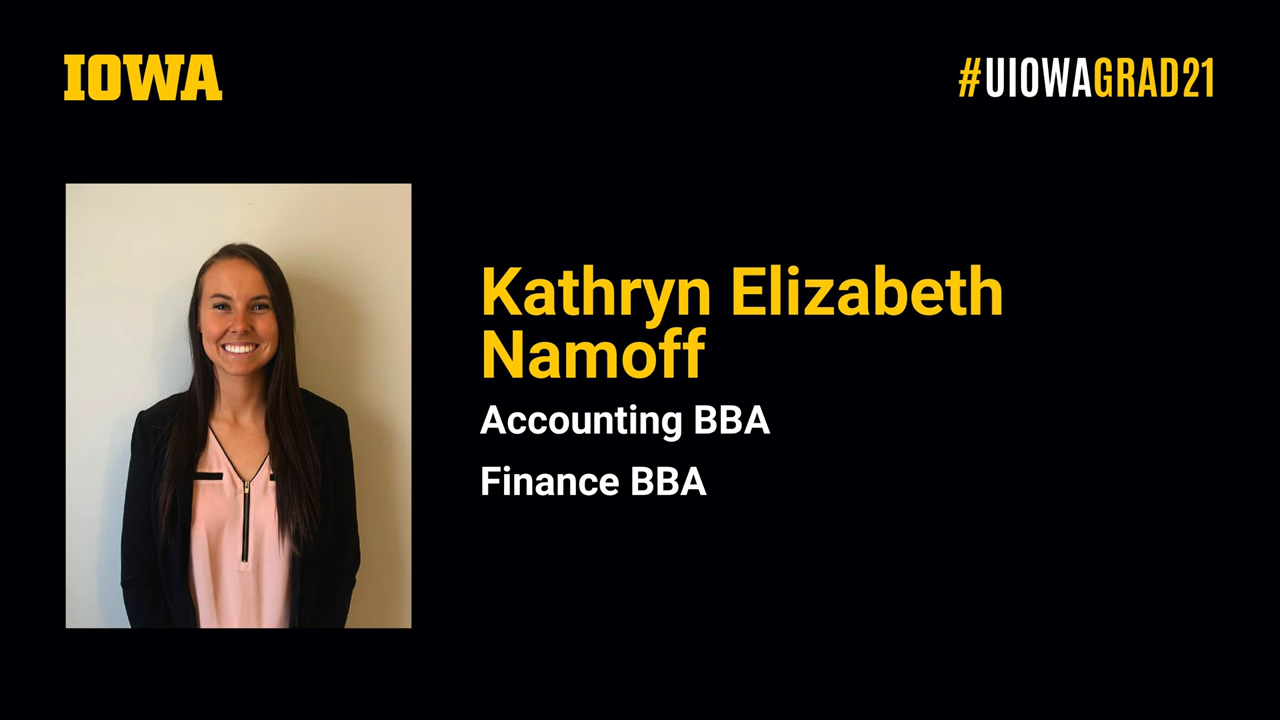 IOWA
#UIOWAGRAD21
Kathryn Elizabeth
Namoff
Accounting BBA
Finance BBA